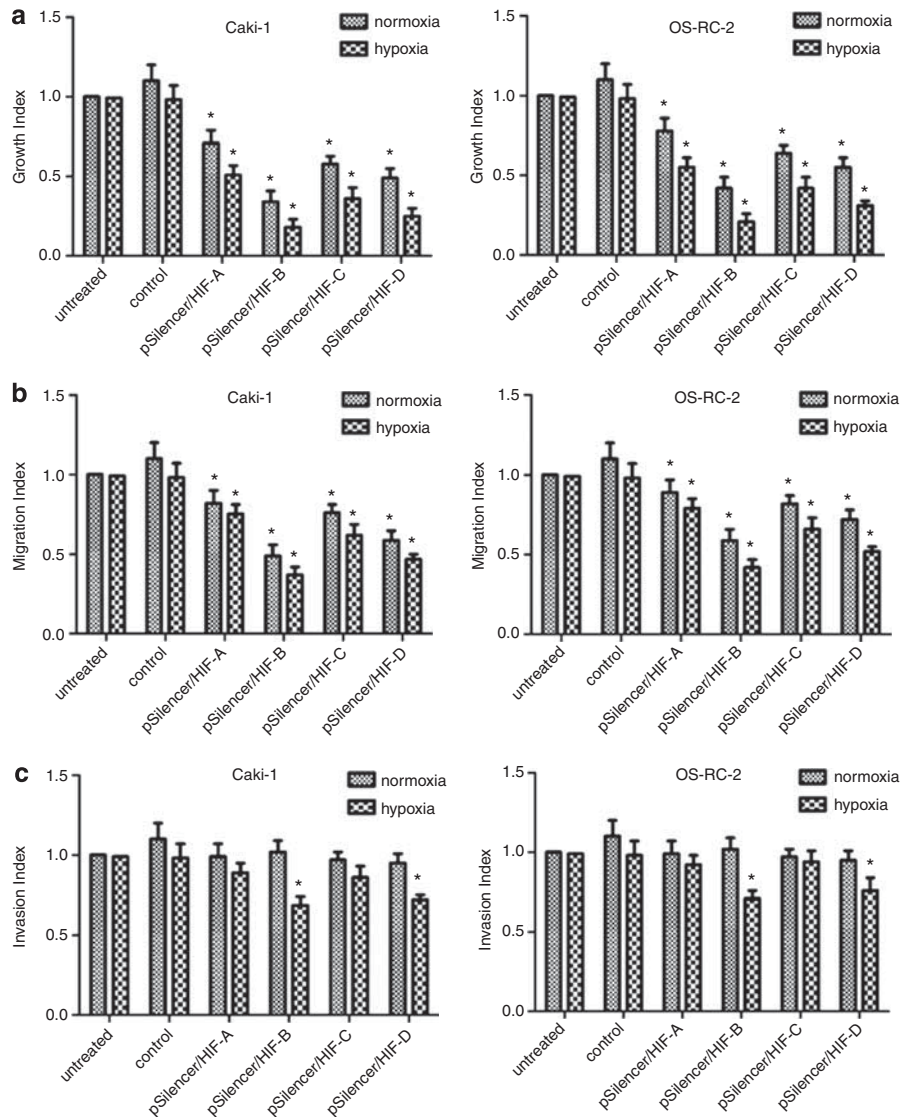 a
Caki-1
normoxia
hypoxia
Growth Index
1.5
1.0
0.5
0.0
*
*
*
*
*
*
*
*
untreated
control
pSilencer/HIF-A
pSilencer/HIF-B
pSilencer/HIF-C
pSilencer/HIF-D
OS-RC-2
normoxia
hypoxia
Growth Index
1.5
1.0
0.5
0.0
*
*
*
*
*
*
*
*
untreated
control
pSilencer/HIF-A
pSilencer/HIF-B
pSilencer/HIF-C
pSilencer/HIF-D
b
Caki-1
normoxia
hypoxia
Migration Index
1.5
1.0
0.5
0.0
*
*
*
*
*
*
*
*
untreated
control
pSilencer/HIF-A
pSilencer/HIF-B
pSilencer/HIF-C
pSilencer/HIF-D
OS-RC-2
normoxia
hypoxia
Migration Index
1.5
1.0
0.5
0.0
*
*
*
*
*
*
*
*
untreated
control
pSilencer/HIF-A
pSilencer/HIF-B
pSilencer/HIF-C
pSilencer/HIF-D
c
Caki-1
normoxia
hypoxia
Invasion Index
1.5
1.0
0.5
0.0
*
*
untreated
control
pSilencer/HIF-A
pSilencer/HIF-B
pSilencer/HIF-C
pSilencer/HIF-D
OS-RC-2
normoxia
hypoxia
Invasion Index
1.5
1.0
0.5
0.0
*
*
untreated
control
pSilencer/HIF-A
pSilencer/HIF-B
pSilencer/HIF-C
pSilencer/HIF-D